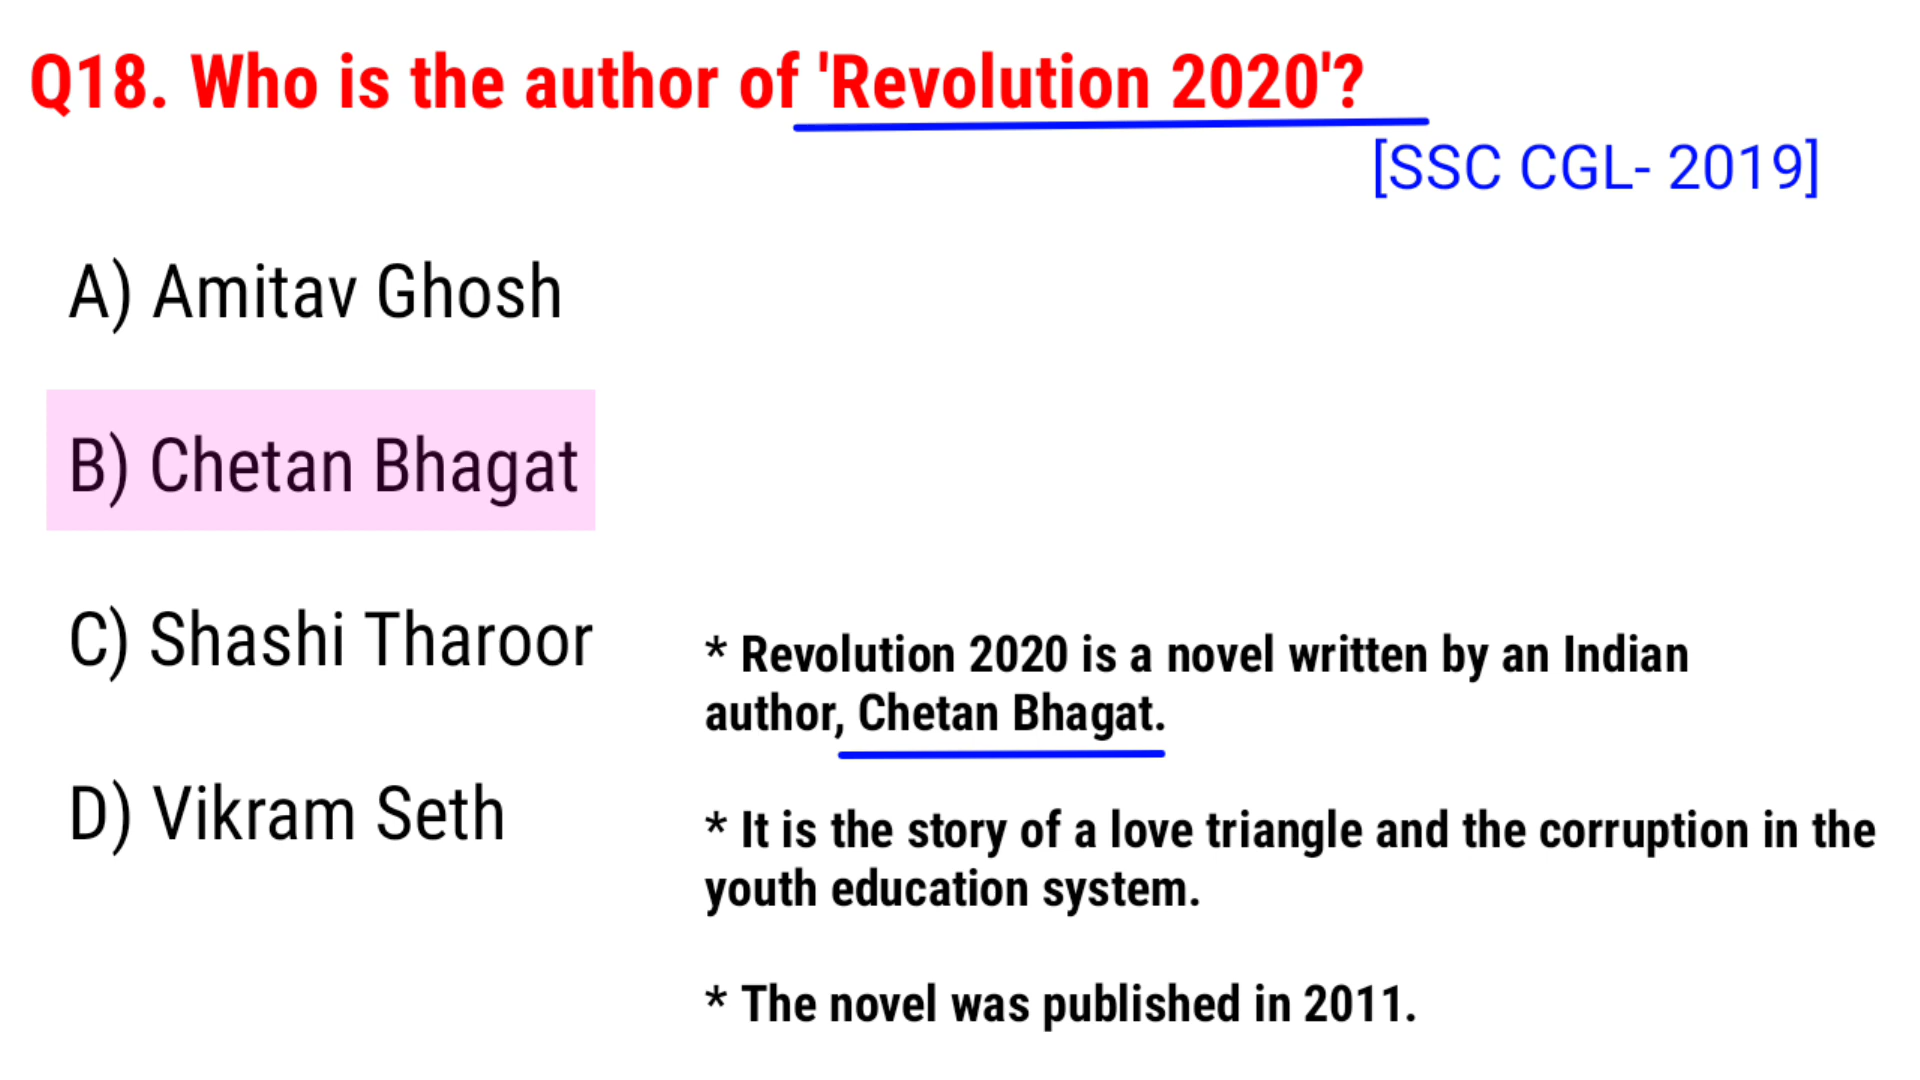 Q18. Who is the author of 'Revolution 2020'?
[SSC CGL- 2019]
A) Amitav Ghosh
B) Chetan Bhagat
C) Shashi Tharoor
D) Vikram Seth
* Revolution 2020 is a novel written by an Indian
author, Chetan Bhagat.
* It is the story of a love triangle and the corruption in the
youth education system.
* The novel was published in 2011.